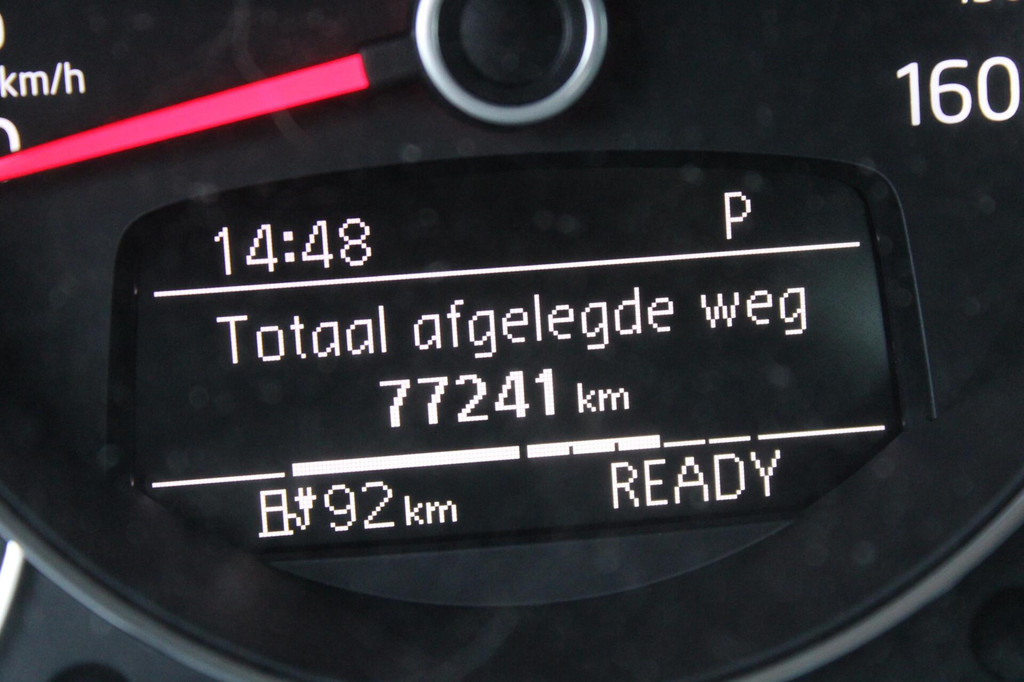 km/h
160
14:48 P
Totaal afgelegde weg
77241 km
92 km READY